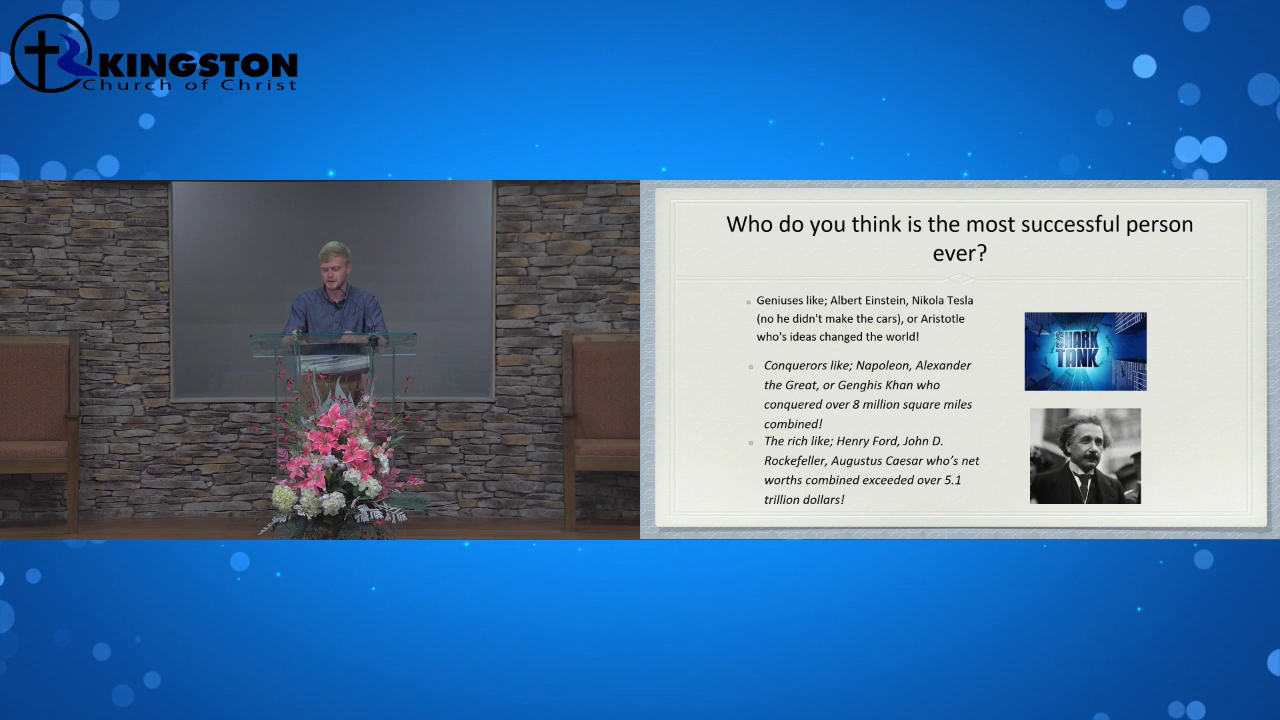 KINGSTON
Church of Christ
Who do you think is the most successful person
ever?
Geniuses like; Albert Einstein, Nikola Tesla
(no he didn't make the cars), or Aristotle
who's ideas changed the world!
Conquerors like; Napoleon, Alexander
the Great, or Genghis Khan who
conquered over 8 million square miles
combined!
The rich like; Henry Ford, John D.
Rockefeller, Augustus Caesar who’s net
worths combined exceeded over 5.1
trillion dollars!
SHARK
TANK